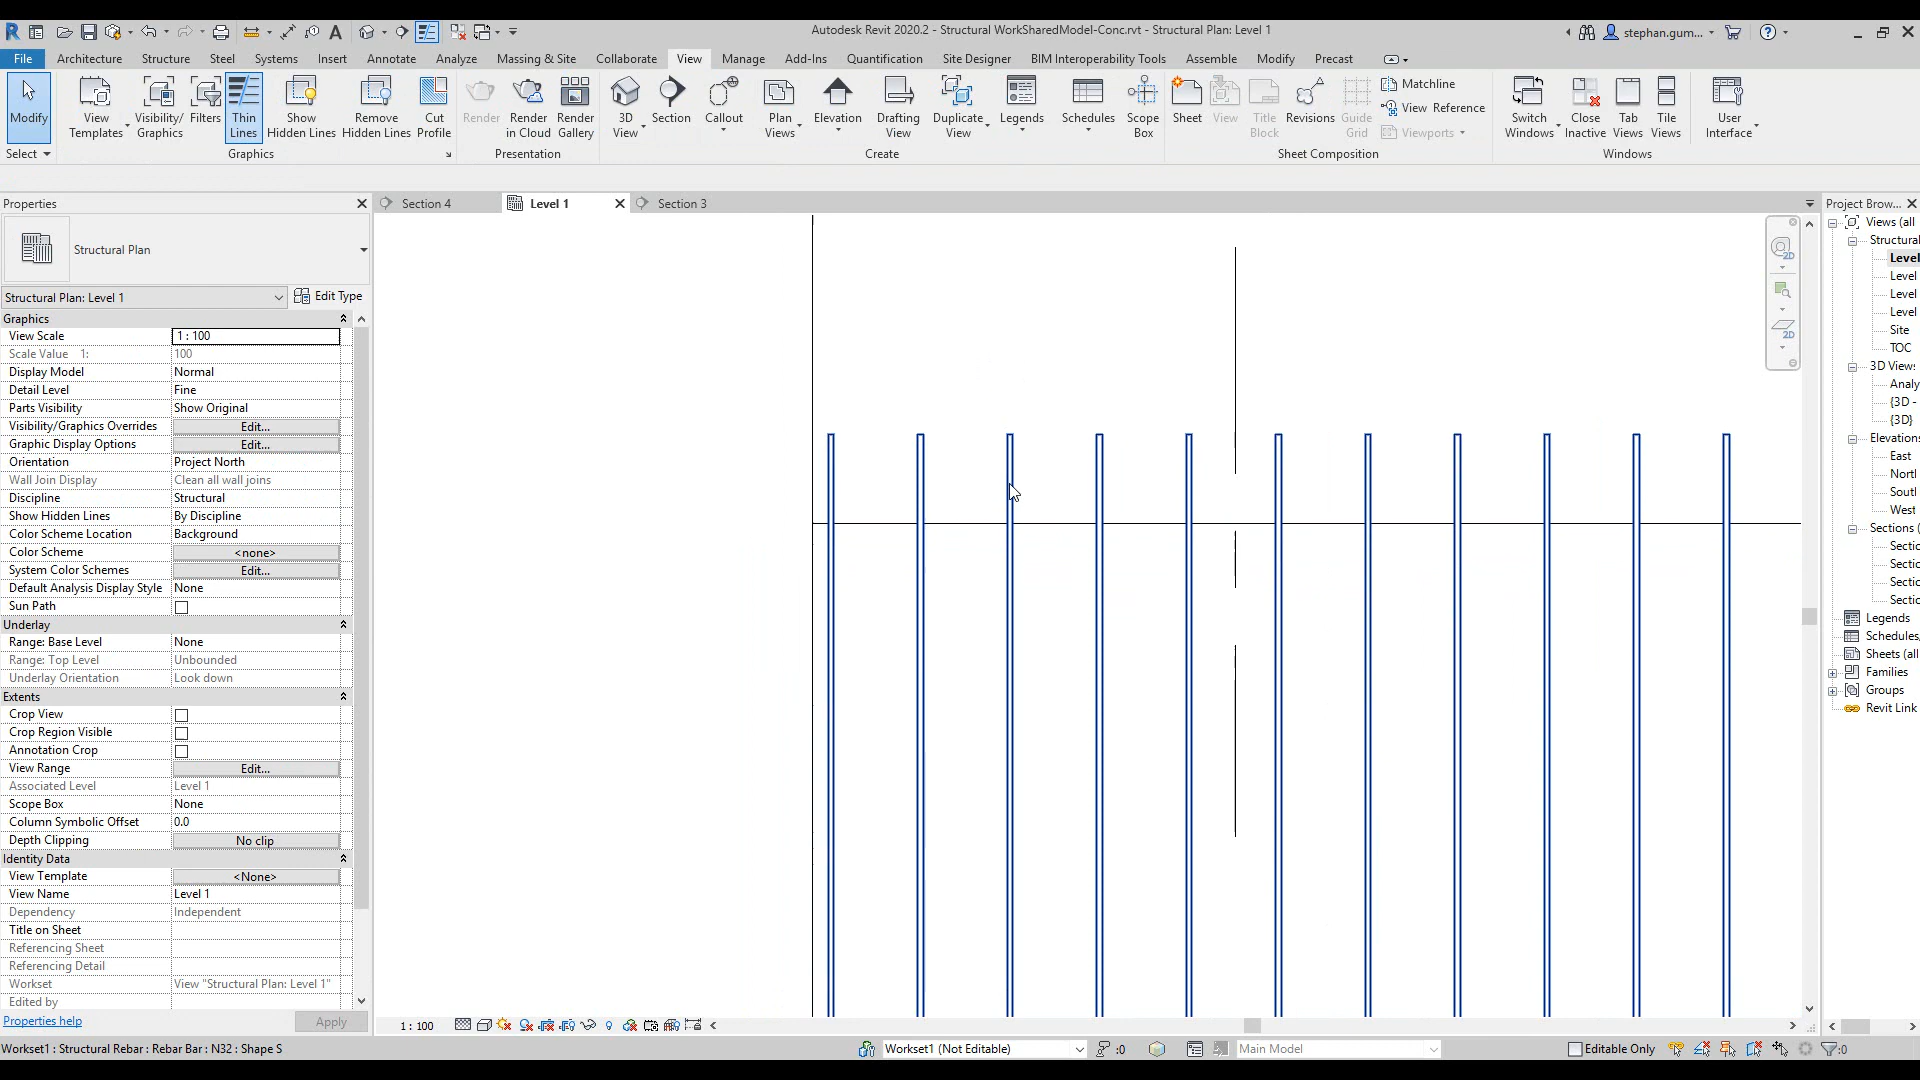 Autodesk Revit 2020.2 - Structural WorkSharedModel-Conc.rvt - Structural Plan: Level 1
stephan.gum...
File Architecture Structure Steel Systems Insert Annotate Analyze Massing & Site Collaborate View Manage Add-Ins Quantification Site Designer BIM Interoperability Tools Assemble Modify Precast
Modify
View Templates
Visibility/ Graphics
Filters
Thin Lines
Show Hidden Lines
Remove Hidden Lines
Cut Profile
Render
Render in Cloud
Render Gallery
3D View
Section
Callout
Plan Views
Elevation
Drafting View
Duplicate View
Legends
Schedules
Scope Box
Sheet
View
Title Block
Revisions
Guide Grid
Matchline
View Reference
Viewports
Switch Windows
Close Inactive
Tab Views
Tile Views
User Interface
Select Graphics Presentation Create Sheet Composition Windows
Properties
Section 4 Level 1 Section 3
Project Brow...
Structural Plan
Structural Plan: Level 1 Edit Type
Graphics
View Scale 1 : 100
Scale Value 1: 100
Display Model Normal
Detail Level Fine
Parts Visibility Show Original
Visibility/Graphics Overrides Edit...
Graphic Display Options Edit...
Orientation Project North
Wall Join Display Clean all wall joins
Discipline Structural
Show Hidden Lines By Discipline
Color Scheme Location Background
Color Scheme <none>
System Color Schemes Edit...
Default Analysis Display Style None
Sun Path
Underlay
Range: Base Level None
Range: Top Level Unbounded
Underlay Orientation Look down
Extents
Crop View
Crop Region Visible
Annotation Crop
View Range Edit...
Associated Level Level 1
Scope Box None
Column Symbolic Offset 0.0
Depth Clipping No clip
Identity Data
View Template <None>
View Name Level 1
Dependency Independent
Title on Sheet
Referencing Sheet
Referencing Detail
Workset View "Structural Plan: Level 1"
Edited by
Properties help Apply
2D
2D
Views (all
Structural
Level
Level
Level
Level
Site
TOC
3D Views
Analy
{3D -
{3D}
Elevations
East
North
South
West
Sections (
Sectio
Sectio
Sectio
Sectio
Legends
Schedules,
Sheets (all
Families
Groups
Revit Link
1 : 100
Workset1 : Structural Rebar : Rebar Bar : N32 : Shape S
Workset1 (Not Editable) :0 Main Model Editable Only :0